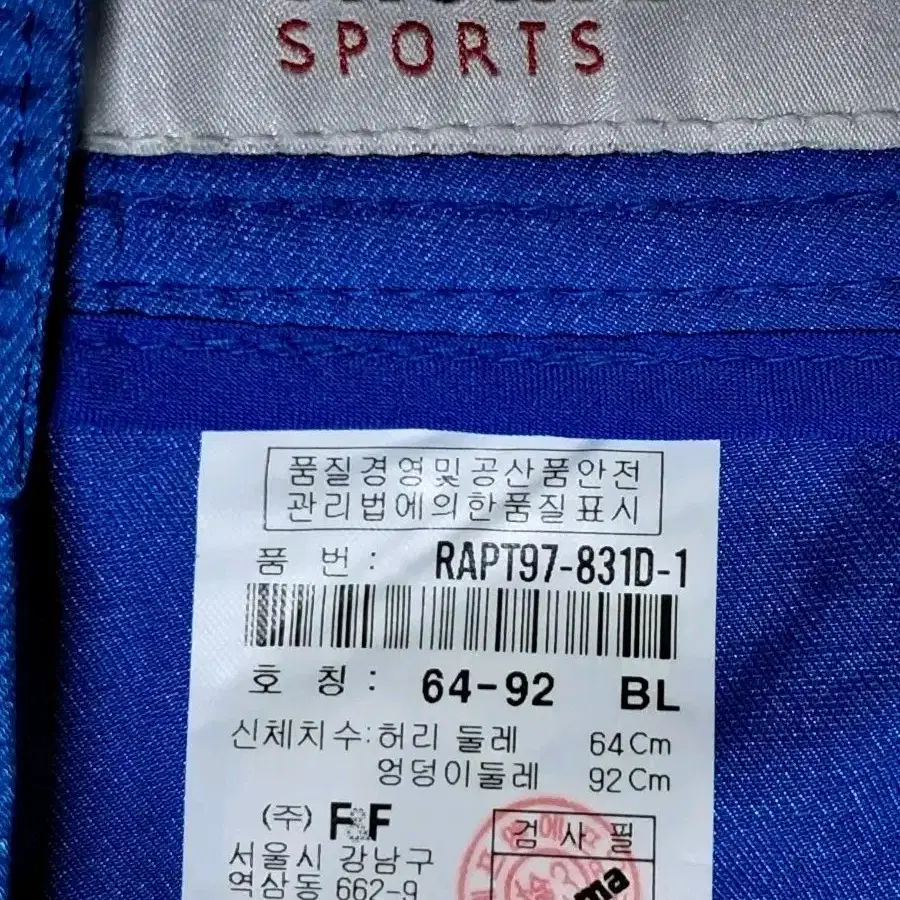 SPORTS
품질경영및공산품안전
관리법에의한품질표시
품 번 : RAPT97-831D-1
호 칭 : 64-92 BL
신체치수:허리 둘레 64Cm
엉덩이둘레 92Cm
(주) F&F
검 사 필
서울시 강남구
역삼동 662-9